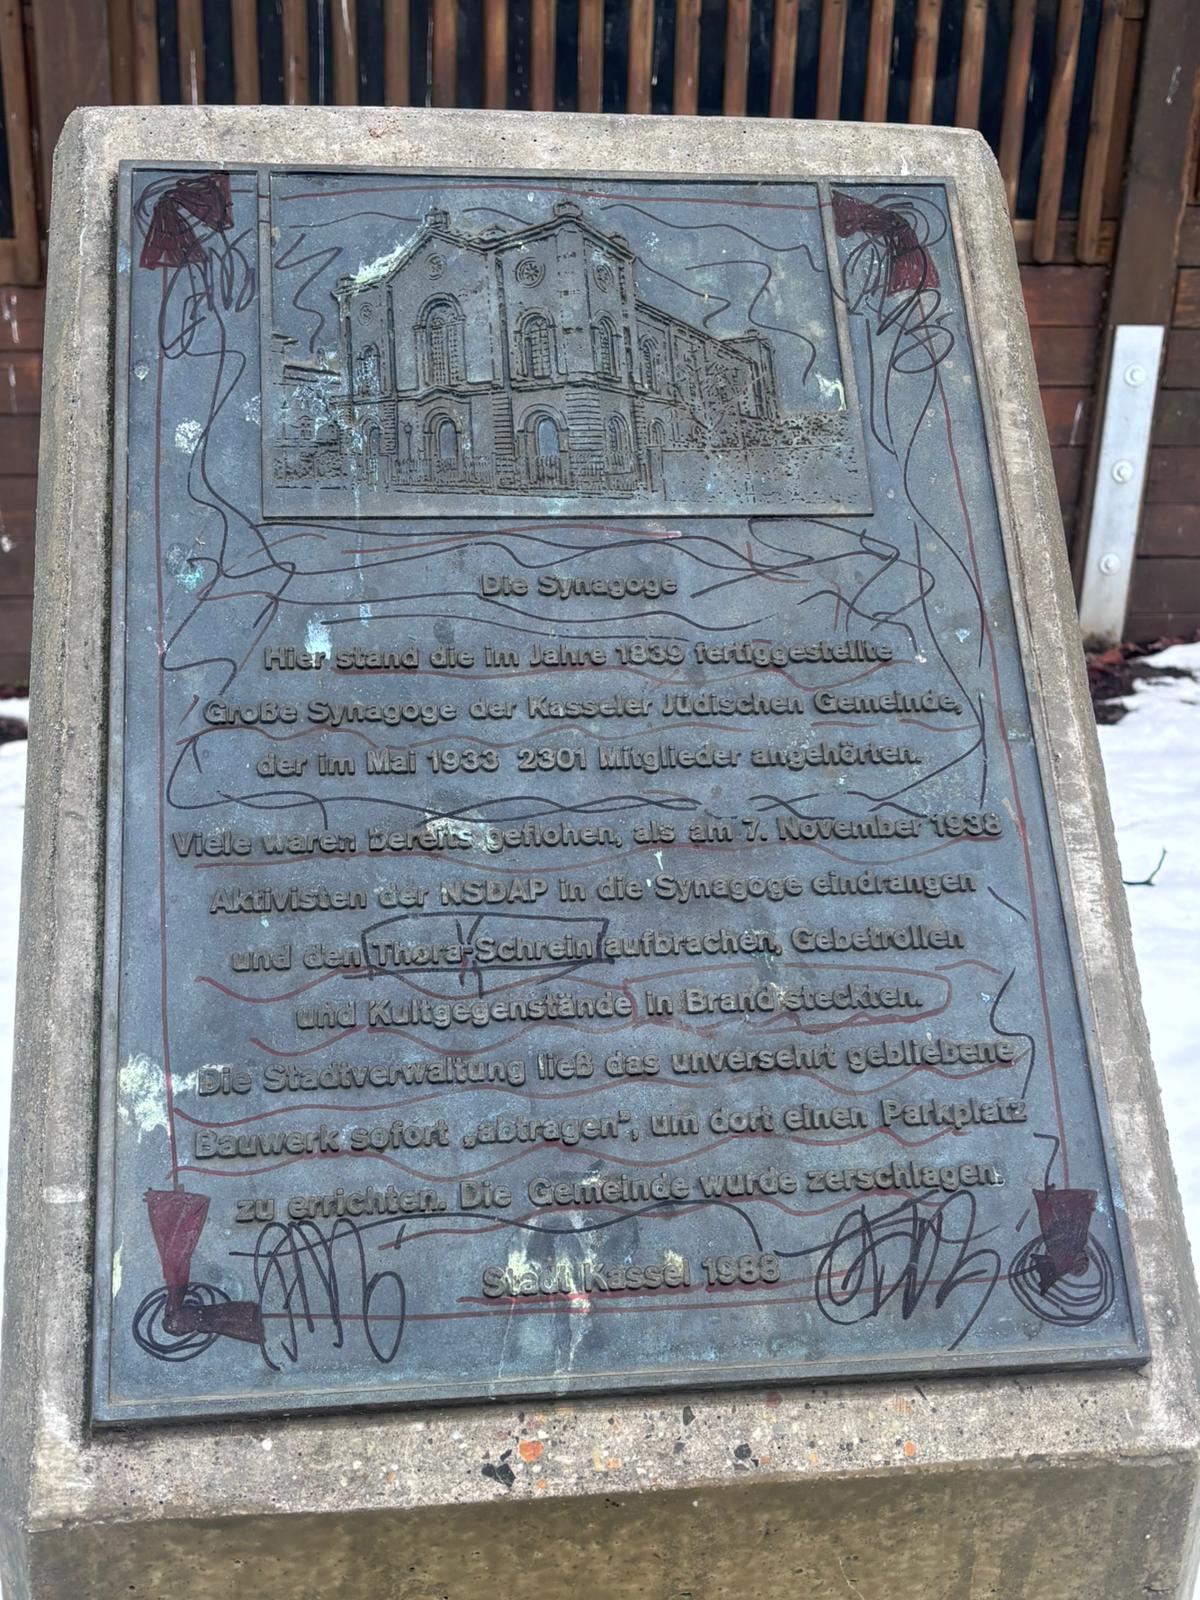 Die Synagoge
Hier stand die im Jahre 1839 fertiggestellte
Große Synagoge der Kasseler Jüdischen Gemeinde,
der im Mai 1933 2301 Mitglieder angehörten.
Viele waren bereits geflohen, als am 7. November 1938
Aktivisten der NSDAP in die Synagoge eindrangen
und den Thora-Schrein aufbrachen, Gebetrollen
und Kultgegenstände in Brand steckten.
Die Stadtverwaltung ließ das unversehrt gebliebene
Bauwerk sofort „abtragen“, um dort einen Parkplatz
zu errichten. Die Gemeinde wurde zerschlagen.
Stadt Kassel 1988